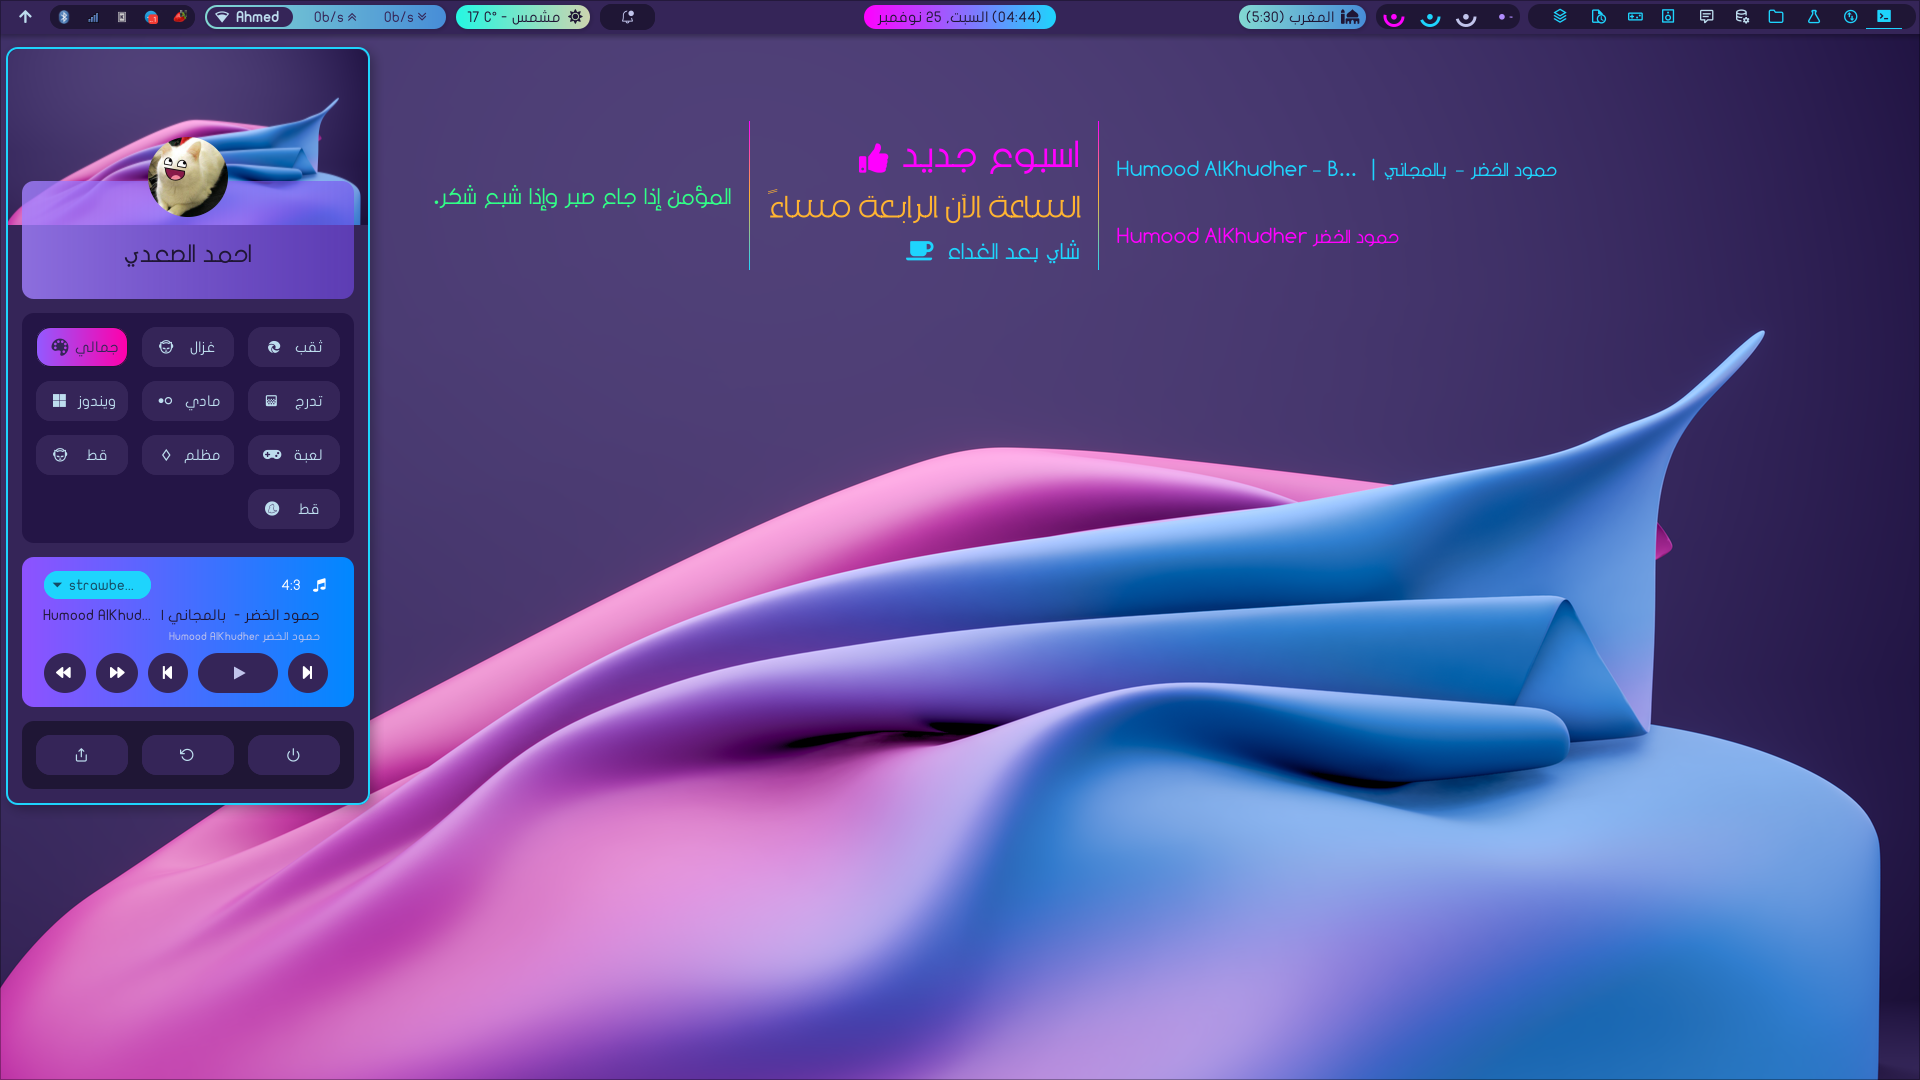 المغرب (5:30)
(04:44) السبت, 25 نوفمبر
مشمس - 17 C°
0b/s
0b/s
Ahmed
حمود الخضر - بالمجاني | Humood AlKhudher - B...
حمود الخضر Humood AlKhudher
اسبوع جديد
الساعة الآن الرابعة مساءً
شاي بعد الغداء
المؤمن إذا جاع صبر وإذا شبع شكر.
احمد الصعدي
ثقب
غزال
جمالي
تدرج
مادي
ويندوز
لعبة
مظلم
قط
قط
4:3
strawbe...
حمود الخضر - بالمجاني | Humood AlKhud...
حمود الخضر Humood AlKhudher